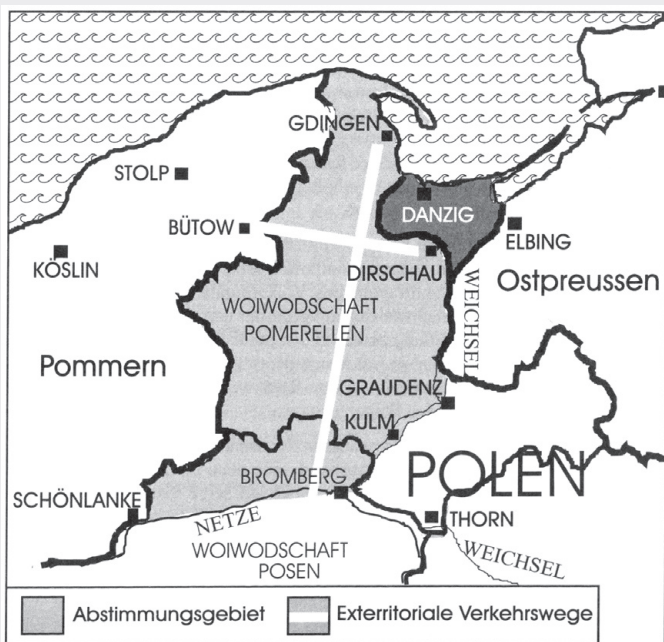 GDINGEN
STOLP
DANZIG
BÜTOW
ELBING
KÖSLIN
DIRSCHAU
Ostpreussen
WEICHSEL
WOIWODSCHAFT
POMERELLEN
Pommern
GRAUDENZ
KULM
POLEN
BROMBERG
SCHÖNLANKE
NETZE
THORN
WOIWODSCHAFT
POSEN
WEICHSEL
Abstimmungsgebiet
Exterritoriale Verkehrswege